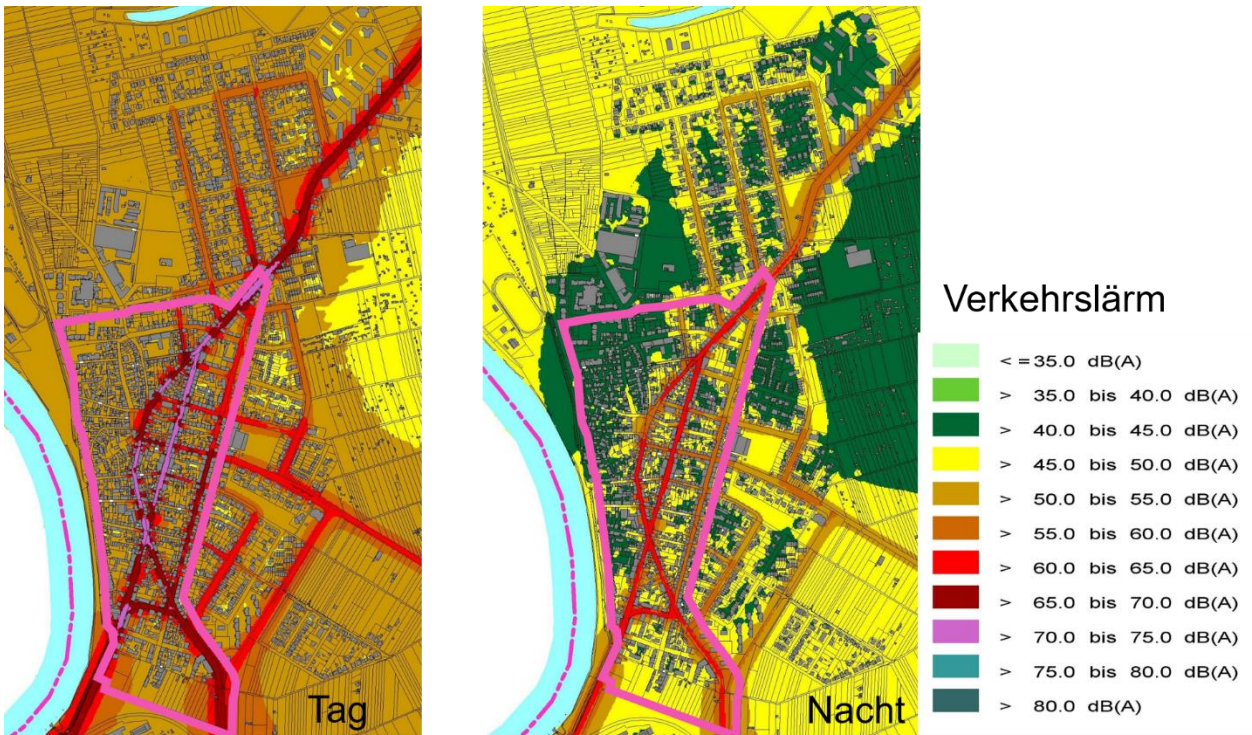 Tag
Nacht
Verkehrslärm
< =35.0 dB(A)
> 35.0 bis 40.0 dB(A)
> 40.0 bis 45.0 dB(A)
> 45.0 bis 50.0 dB(A)
> 50.0 bis 55.0 dB(A)
> 55.0 bis 60.0 dB(A)
> 60.0 bis 65.0 dB(A)
> 65.0 bis 70.0 dB(A)
> 70.0 bis 75.0 dB(A)
> 75.0 bis 80.0 dB(A)
> 80.0 dB(A)